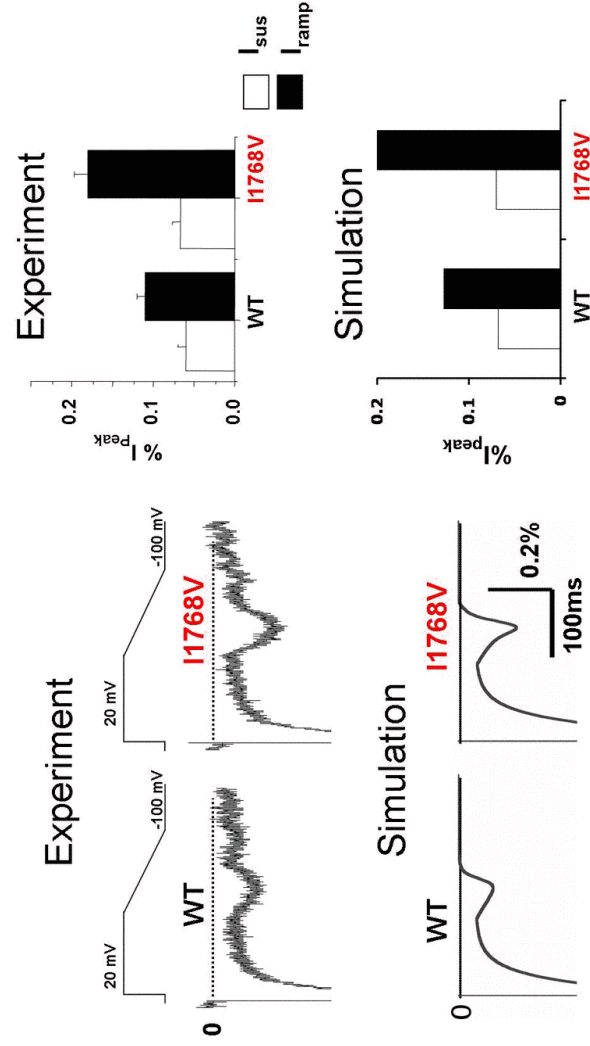 Experiment
20 mV
-100 mV
20 mV
-100 mV
WT
I1768V
0
Simulation
WT
I1768V
0
0.2%
100ms
Experiment
% I Peak
0.2
0.1
0.0
WT
I1768V
Isus
Iramp
Simulation
%Ipeak
0.2
0.1
0
WT
I1768V